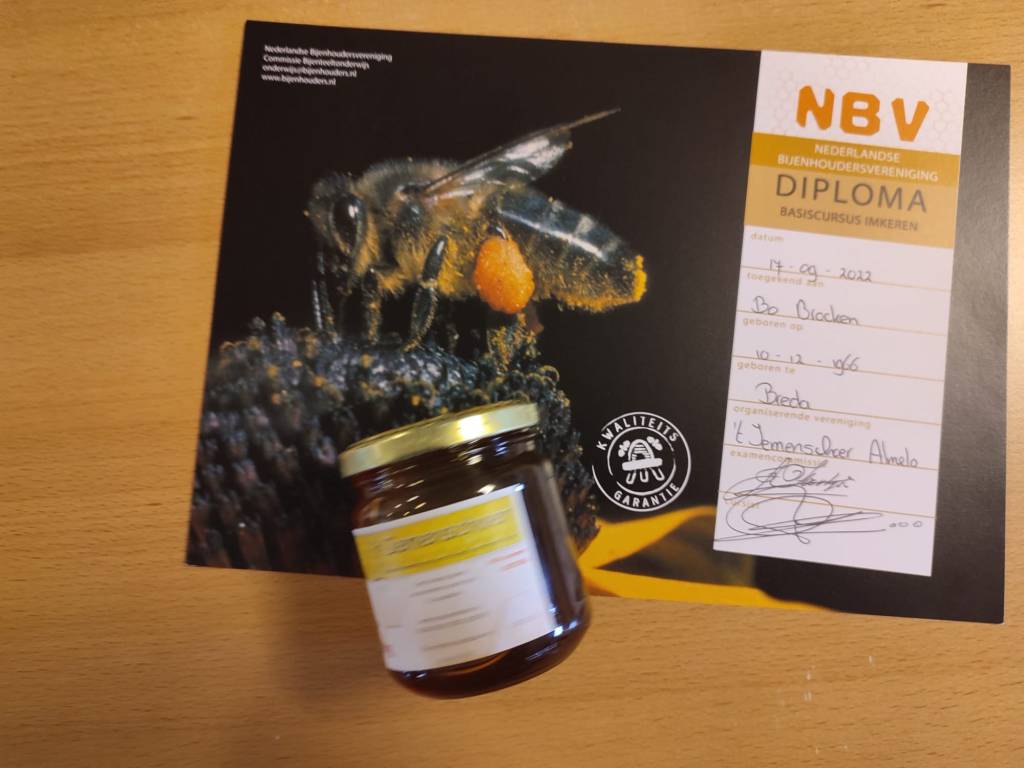 Nederlandse Bijenhoudersvereniging
Commissie Bijenteeltonderwijs
onderwijs@bijenhouders.nl
www.bijenhouders.nl
NBV
NEDERLANDSE
BIJENHOUDERSVERENIGING
DIPLOMA
BASISCURSUS IMKEREN
datum
17-09-2022
toegekend aan
Bo Brocken
geboren op
10-12-1966
geboren te
Breda
organiserende vereniging
't Iemenschoer Almelo
examencommissie
KWALITEITS
GARANTIE
't Iemenschoer